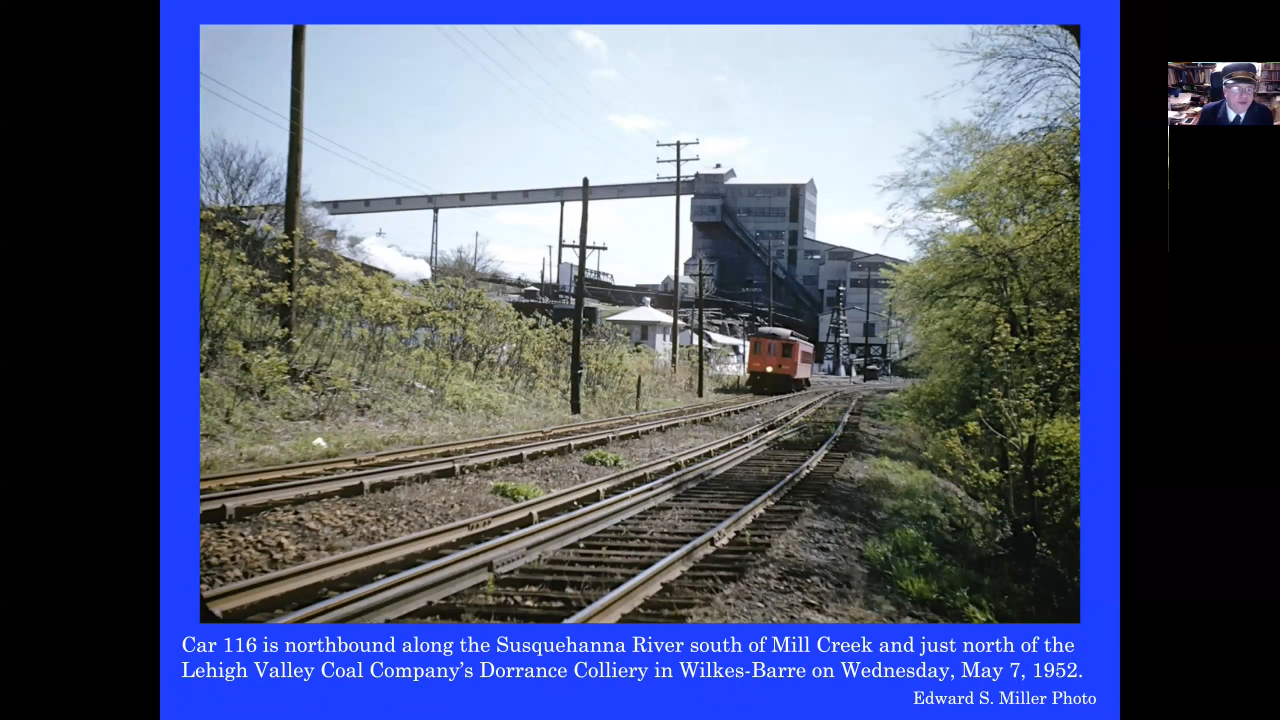 Car 116 is northbound along the Susquehanna River south of Mill Creek and just north of the
Lehigh Valley Coal Company's Dorrance Colliery in Wilkes-Barre on Wednesday, May 7, 1952.
Edward S. Miller Photo